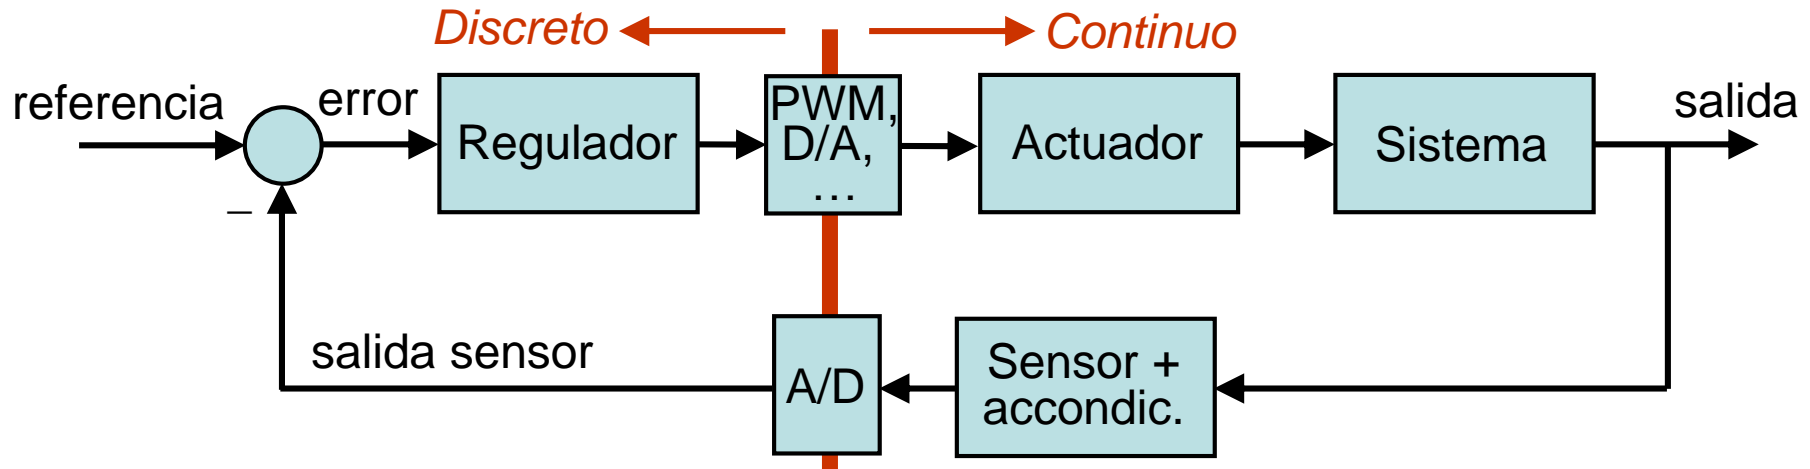 Discreto
Continuo
referencia
error
Regulador
PWM,
D/A,
…
Actuador
Sistema
salida
–
salida sensor
A/D
Sensor +
accondic.